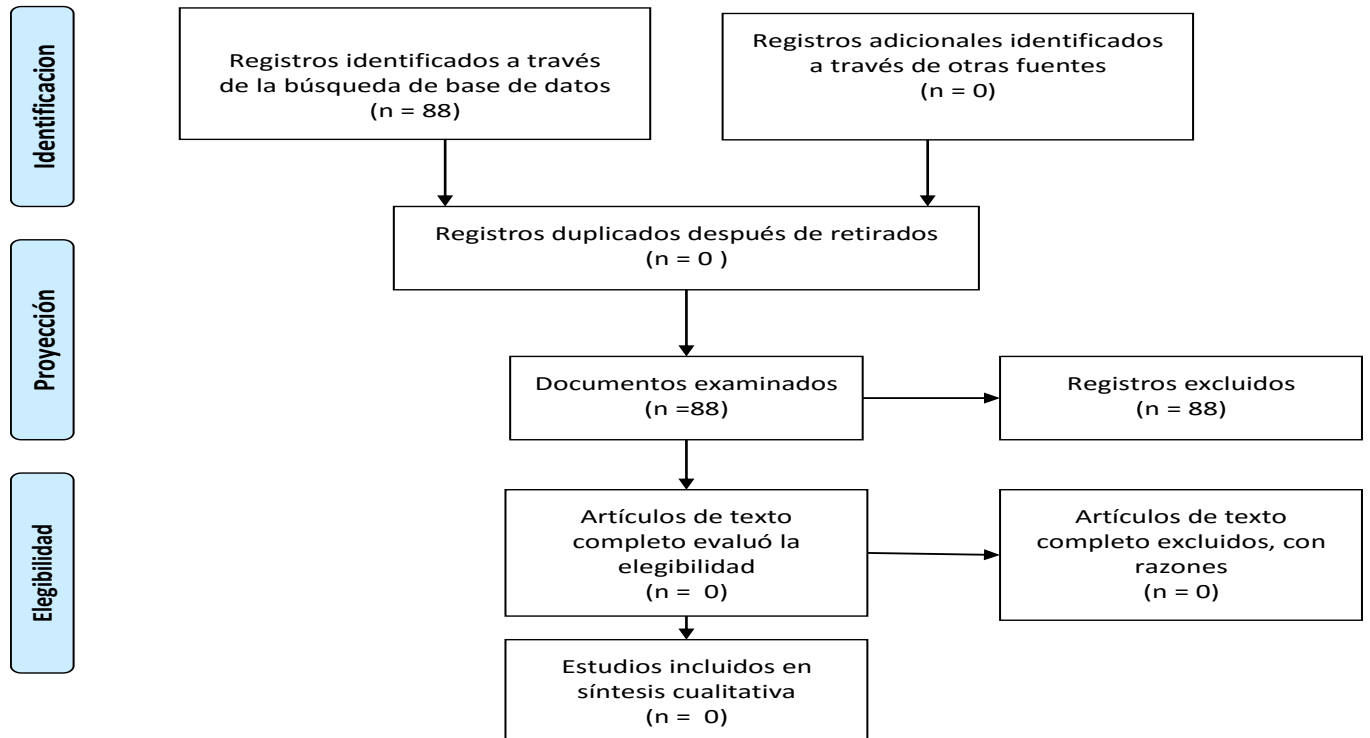 Identificacion
Registros identificados a través
de la búsqueda de base de datos
(n = 88)
Registros adicionales identificados
a través de otras fuentes
(n = 0)
Registros duplicados después de retirados
(n = 0 )
Proyección
Documentos examinados
(n =88)
Registros excluidos
(n = 88)
Elegibilidad
Artículos de texto
completo evaluó la
elegibilidad
(n =  0)
Artículos de texto
completo excluidos, con
razones
(n = 0)
Estudios incluidos en
síntesis cualitativa
(n =  0)